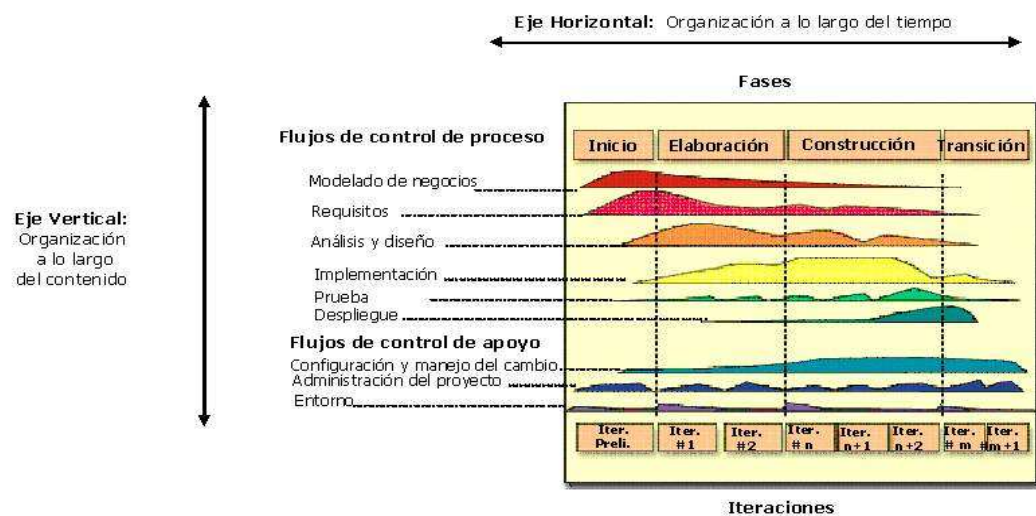 Eje Horizontal: Organización a lo largo del tiempo
Fases
Flujos de control de proceso
Inicio
Elaboración
Construcción
Transición
Modelado de negocios
Requisitos
Análisis y diseño
Implementación
Prueba
Despliegue
Eje Vertical:
Organización
a lo largo
del contenido
Flujos de control de apoyo
Configuración y manejo del cambio
Administración del proyecto
Entorno
Iter.
Preli.
Iter.
#1
Iter.
#2
Iter.
# n
Iter.
n+1
Iter.
n+2
Iter.
# m
Iter.
#m+1
Iteraciones